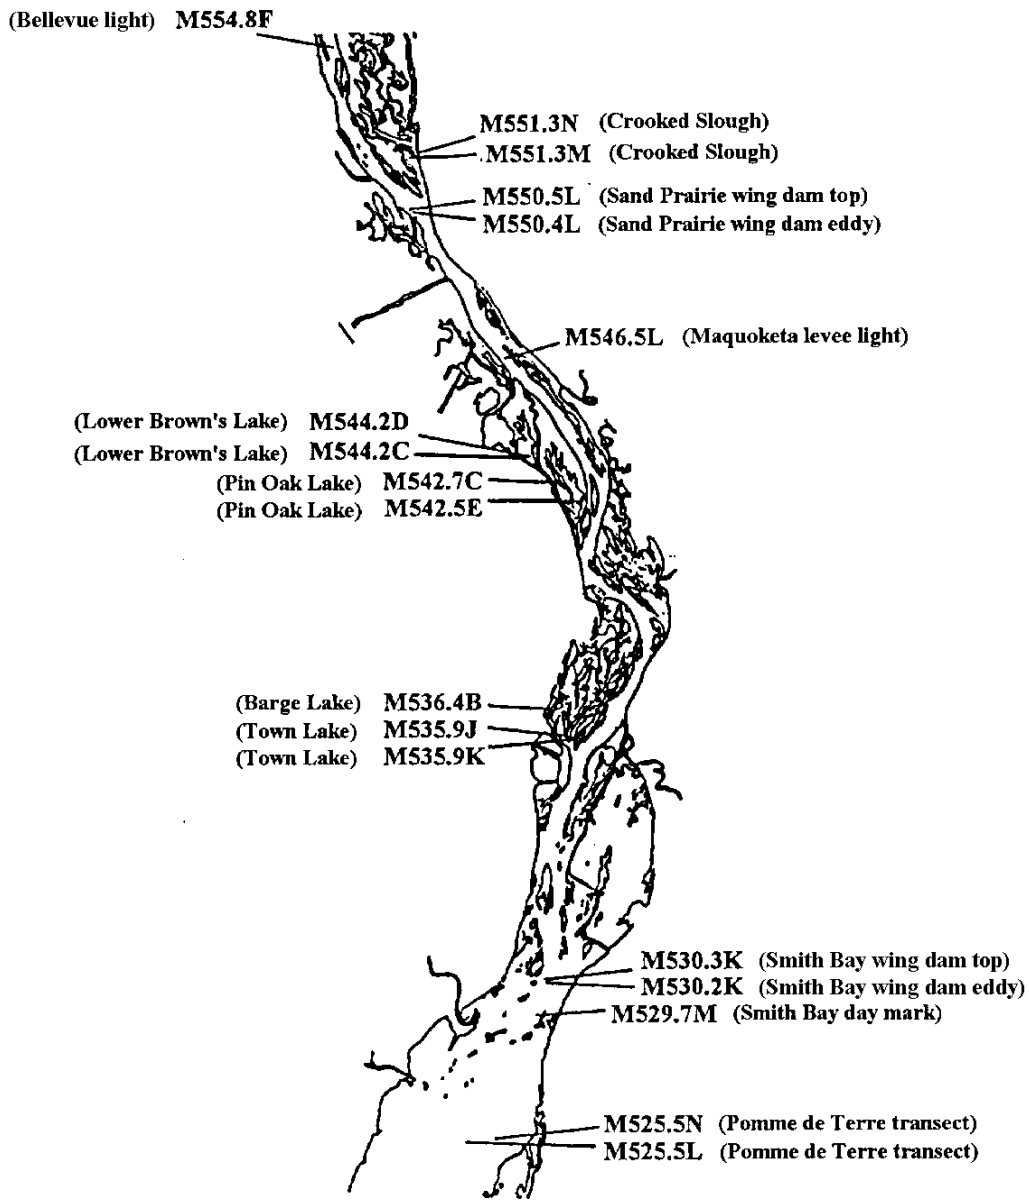 (Bellevue light) M554.8F
M551.3N (Crooked Slough)
M551.3M (Crooked Slough)
M550.5L (Sand Prairie wing dam top)
M550.4L (Sand Prairie wing dam eddy)
M546.5L (Maquoketa levee light)
(Lower Brown's Lake) M544.2D
(Lower Brown's Lake) M544.2C
(Pin Oak Lake) M542.7C
(Pin Oak Lake) M542.5E
(Barge Lake) M536.4B
(Town Lake) M535.9J
(Town Lake) M535.9K
M530.3K (Smith Bay wing dam top)
M530.2K (Smith Bay wing dam eddy)
M529.7M (Smith Bay day mark)
M525.5N (Pomme de Terre transect)
M525.5L (Pomme de Terre transect)